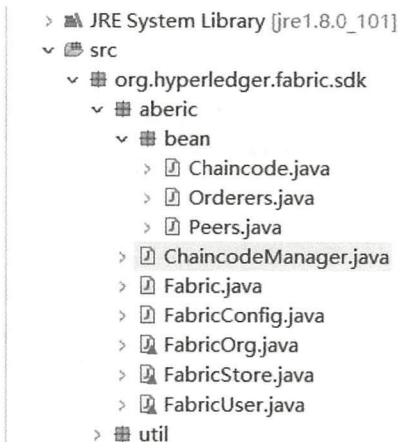 JRE System Library [jre1.8.0_101]
src
org.hyperledger.fabric.sdk
aberic
bean
Chaincode.java
Orderers.java
Peers.java
ChaincodeManager.java
Fabric.java
FabricConfig.java
FabricOrg.java
FabricStore.java
FabricUser.java
util